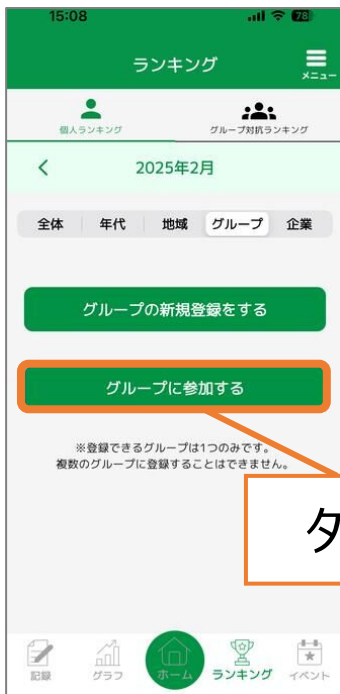 15:08
78
ランキング
メニュー
個人ランキング
グループ対抗ランキング
2025年2月
全体 年代 地域 グループ 企業
グループの新規登録をする
グループに参加する
※登録できるグループは1つのみです。
複数のグループに登録することはできません。
タ
記録 グラフ ホーム ランキング イベント